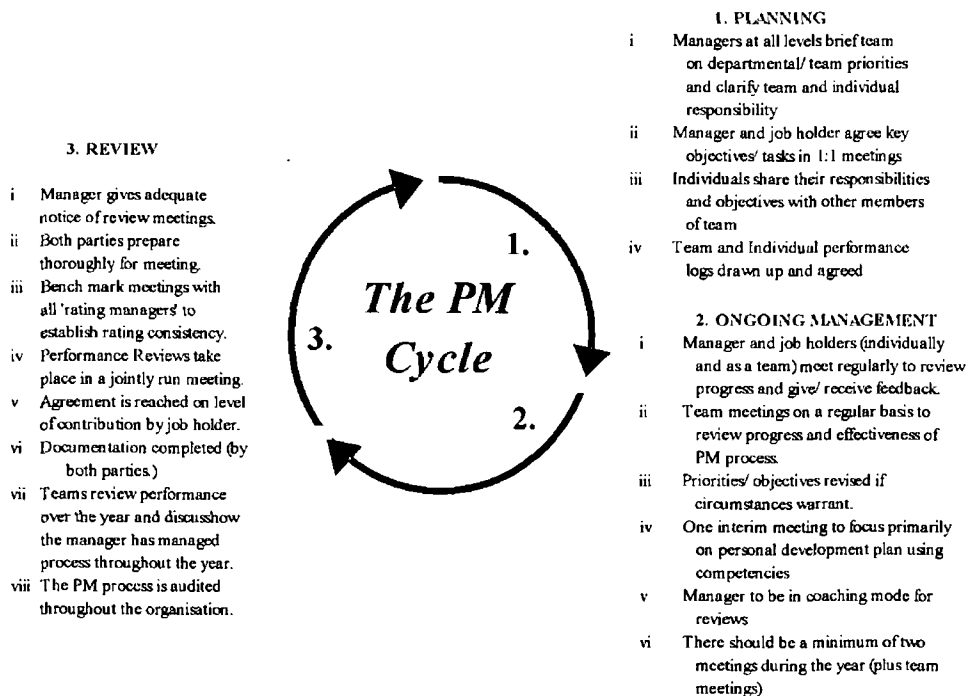 1. PLANNING
i Managers at all levels brief team
on departmental/ team priorities
and clarify team and individual
responsibility
ii Manager and job holder agree key
objectives/ tasks in 1:1 meetings
iii Individuals share their responsibilities
and objectives with other members
of team
iv Team and Individual performance
logs drawn up and agreed
2. ONGOING MANAGEMENT
i Manager and job holders (individually
and as a team) meet regularly to review
progress and give/ receive feedback.
ii Team meetings on a regular basis to
review progress and effectiveness of
PM process.
iii Priorities/ objectives revised if
circumstances warrant.
iv One interim meeting to focus primarily
on personal development plan using
competencies
v Manager to be in coaching mode for
reviews
vi There should be a minimum of two
meetings during the year (plus team
meetings)
3. REVIEW
i Manager gives adequate
notice of review meetings.
ii Both parties prepare
thoroughly for meeting.
iii Bench mark meetings with
all 'rating managers' to
establish rating consistency.
iv Performance Reviews take
place in a jointly run meeting.
v Agreement is reached on level
of contribution by job holder.
vi Documentation completed (by
both parties.)
vii Teams review performance
over the year and discusshow
the manager has managed
process throughout the year.
viii The PM process is audited
throughout the organisation.
The PM
Cycle
1.
2.
3.